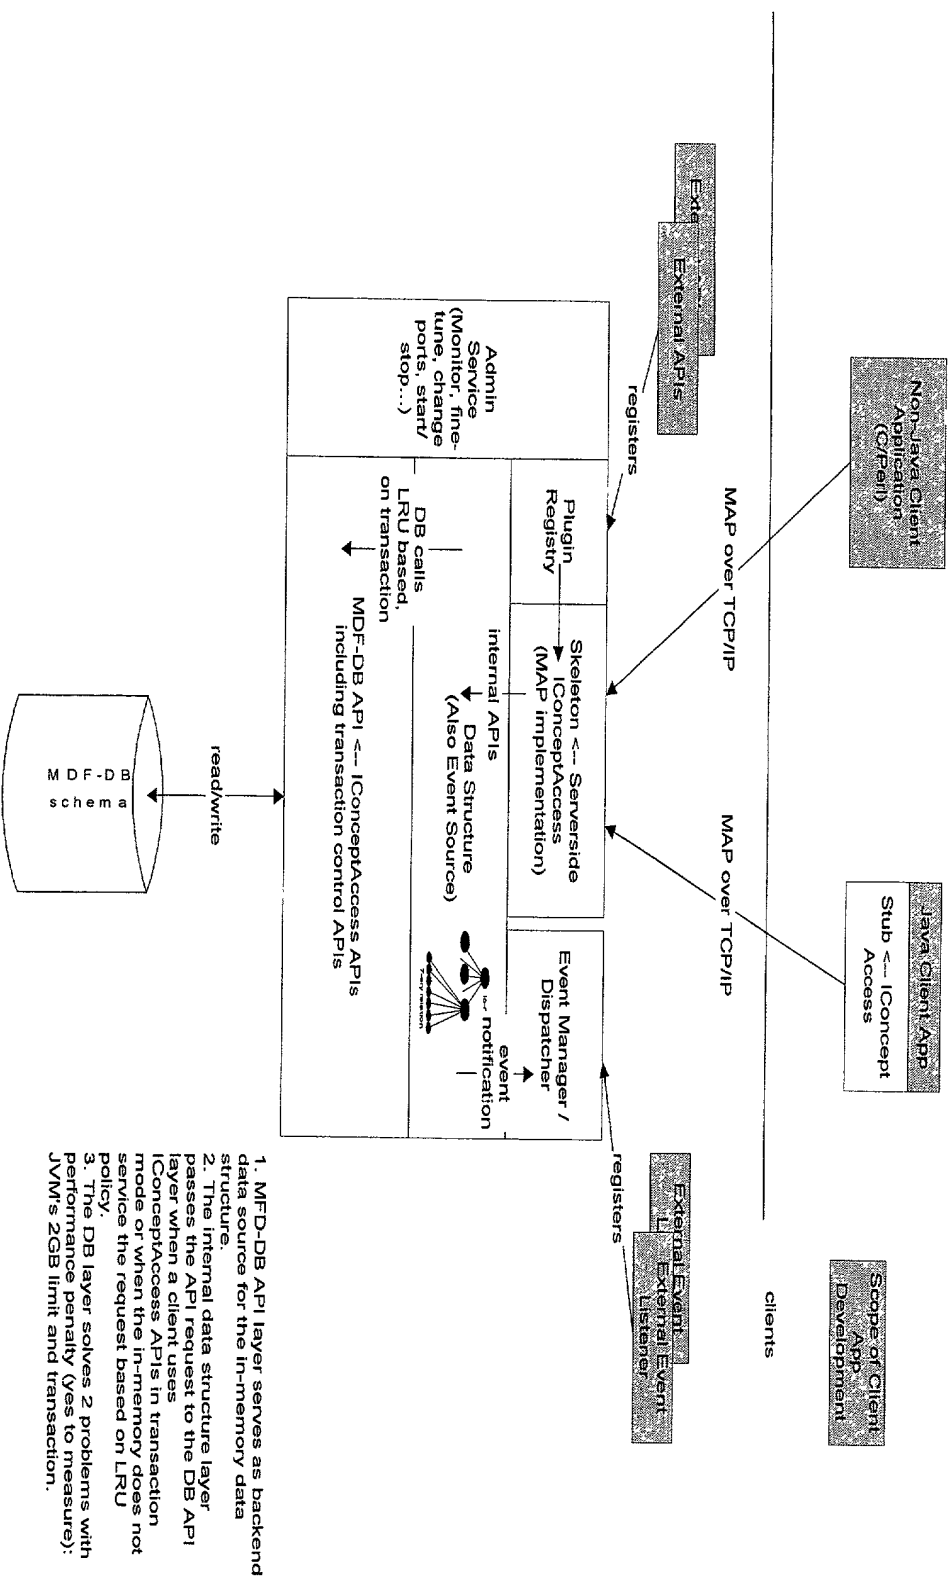 Non-Java Client
Application
(C/Perl)
Java Client App
Stub <-- IConcept
Access
Scope of Client
App
Development
clients
MAP over TCP/IP
MAP over TCP/IP
External APIs
registers
External Event
External Event
Listener
registers
Admin
Service
(Monitor, fine-
tune, change
ports, start/
stop...)
Plugin
Registry
Skeleton <-- Serverside
IConceptAccess
(MAP implementation)
Event Manager /
Dispatcher
internal APIs
Data Structure
(Also Event Source)
event
notification
DB calls
LRU based,
on transaction
MDF-DB API <-- IConceptAccess APIs
including transaction control APIs
read/write
MDF-DB
schema
1. MFD-DB API layer serves as backend
data source for the in-memory data
structure.
2. The internal data structure layer
passes the API request to the DB API
layer when a client uses
IConceptAccess APIs in transaction
mode or when the in-memory does not
service the request based on LRU
policy.
3. The DB layer solves 2 problems with
performance penalty (yes to measure):
JVM's 2GB limit and transaction.